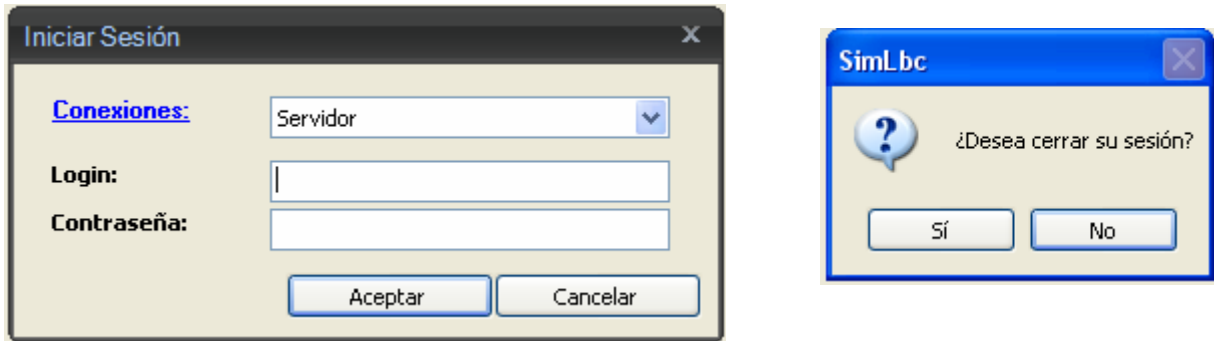 Iniciar Sesión
Conexiones:
Servidor
Login:
Contraseña:
Aceptar
Cancelar
SimLbc
¿Desea cerrar su sesión?
Sí
No